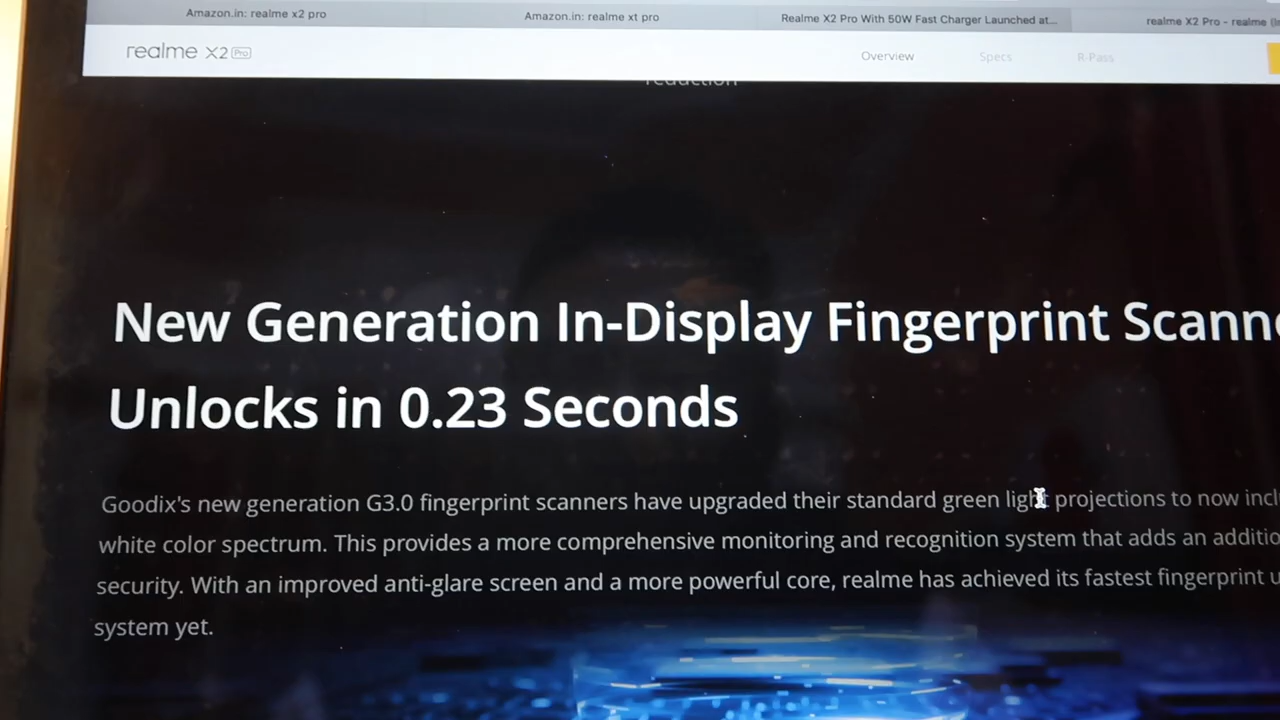 Amazon.in: realme x2 pro
Amazon.in: realme xt pro
Realme X2 Pro With 50W Fast Charger Launched at...
realme X2 Pro - realme
realme X2 Pro
Overview
Specs
R-Pass
reduction
New Generation In-Display Fingerprint
Unlocks in 0.23 Seconds
Goodix's new generation G3.0 fingerprint scanners have upgraded their standard green light projections to now
white color spectrum. This provides a more comprehensive monitoring and recognition system that adds an
security. With an improved anti-glare screen and a more powerful core, realme has achieved its fastest fingerprint
system yet.